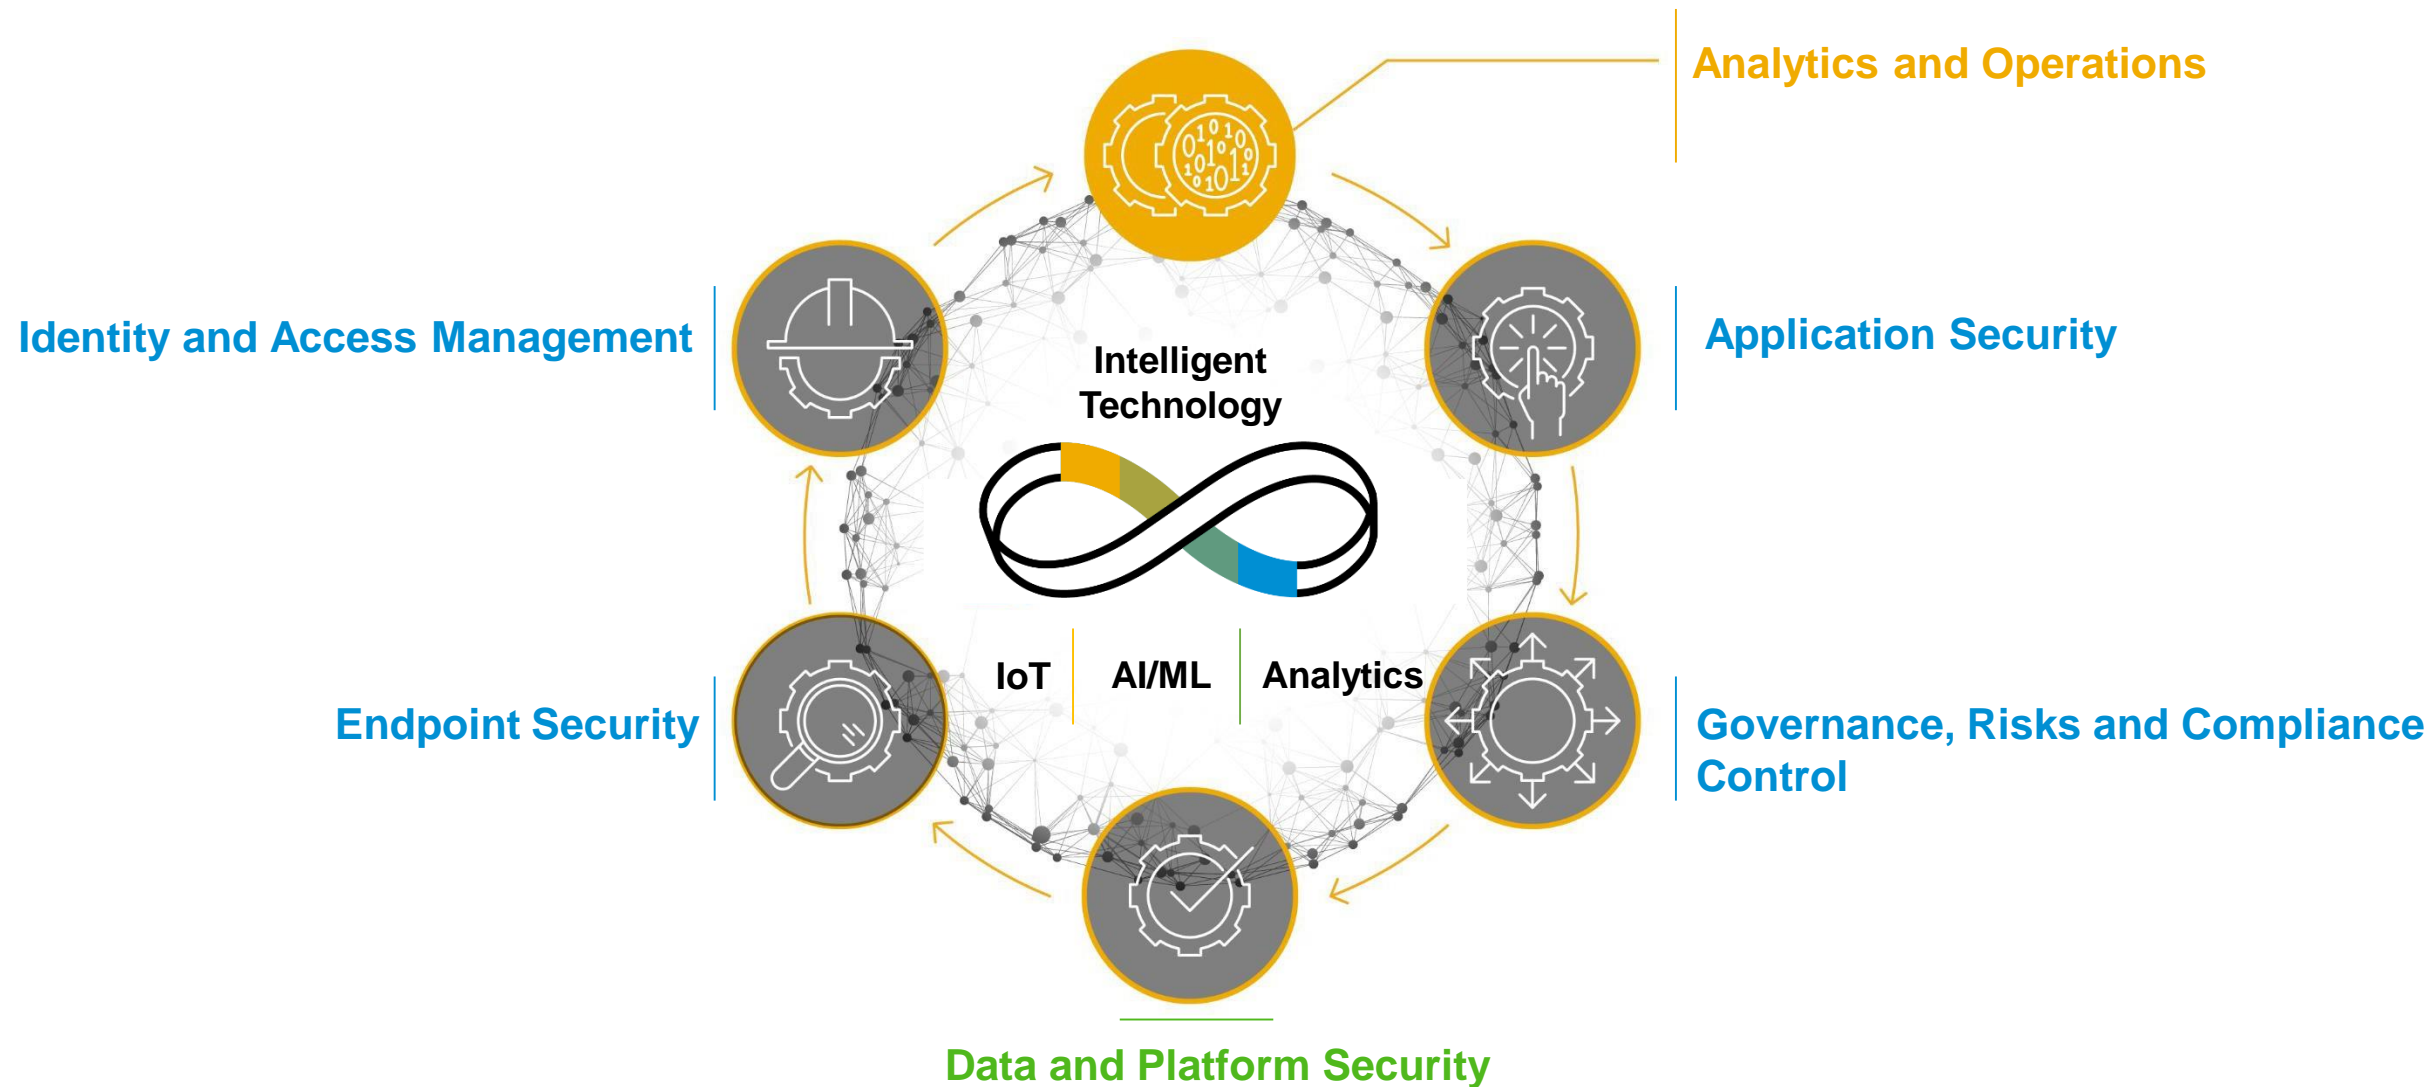 Analytics and Operations
Identity and Access Management
Application Security
Intelligent
Technology
IoT
AI/ML
Analytics
Endpoint Security
Governance, Risks and Compliance
Control
Data and Platform Security